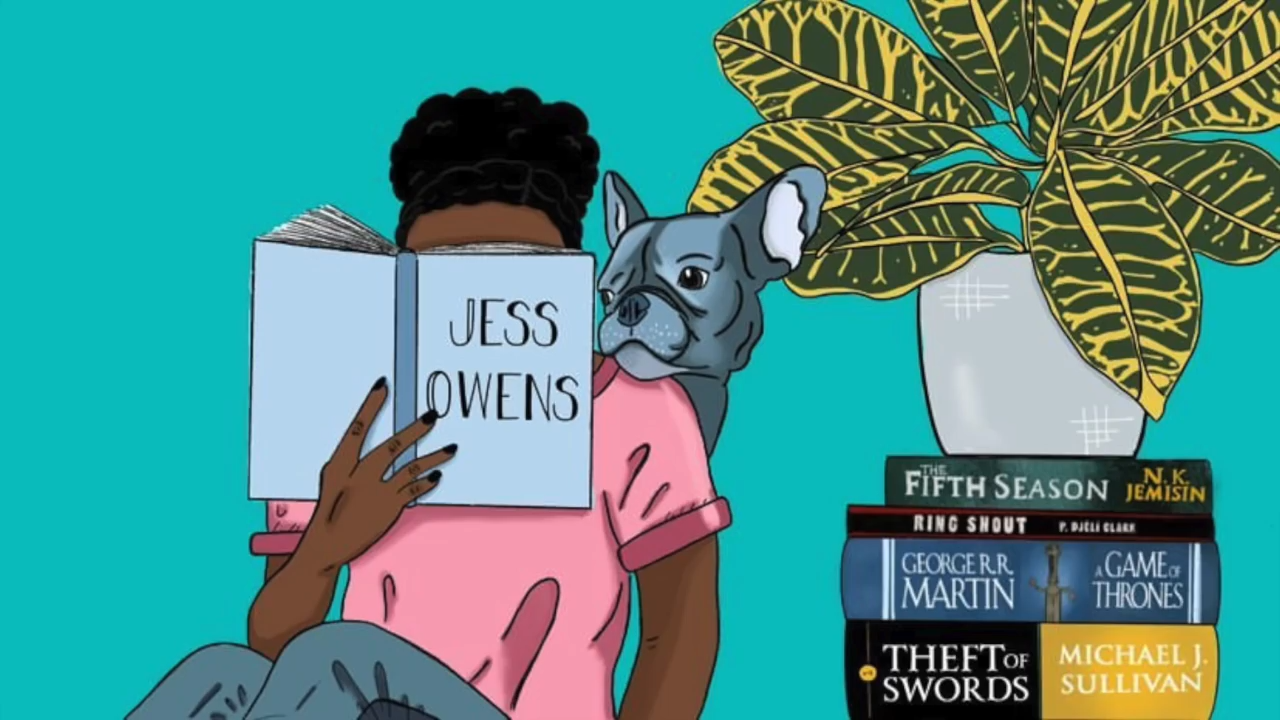 JESS
OWENS
THE
FIFTH SEASON
N. K.
JEMISIN
RING SHOUT P. DJÈLÍ CLARK
GEORGE R.R.
MARTIN
A GAME OF
THRONES
THEFT OF
SWORDS
MICHAEL J.
SULLIVAN